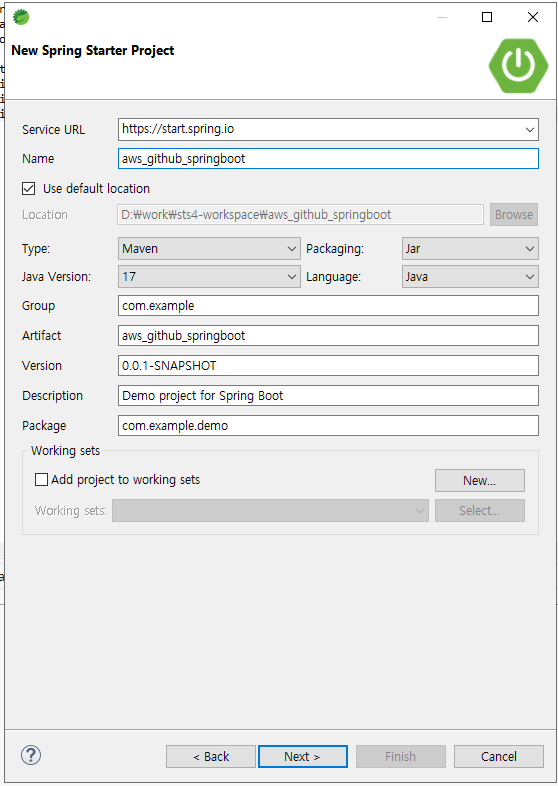 New Spring Starter Project
Service URL https://start.spring.io
Name aws_github_springboot
Use default location
Location D:₩work₩sts4-workspace₩aws_github_springboot Browse
Type: Maven Packaging: Jar
Java Version: 17 Language: Java
Group com.example
Artifact aws_github_springboot
Version 0.0.1-SNAPSHOT
Description Demo project for Spring Boot
Package com.example.demo
Working sets
Add project to working sets New...
Working sets: Select...
? < Back Next > Finish Cancel